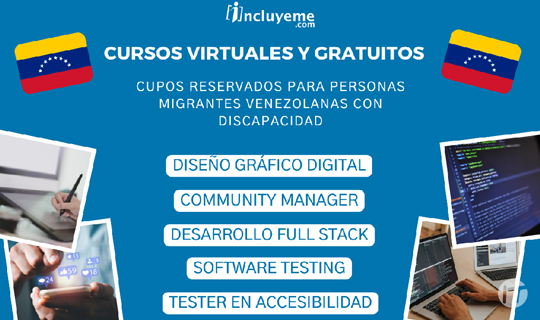 [i]ncluyeme
.com
CURSOS VIRTUALES Y GRATUITOS
CUPOS RESERVADOS PARA PERSONAS
MIGRANTES VENEZOLANAS CON
DISCAPACIDAD
DISEÑO GRÁFICO DIGITAL
COMMUNITY MANAGER
DESARROLLO FULL STACK
SOFTWARE TESTING
TESTER EN ACCESIBILIDAD